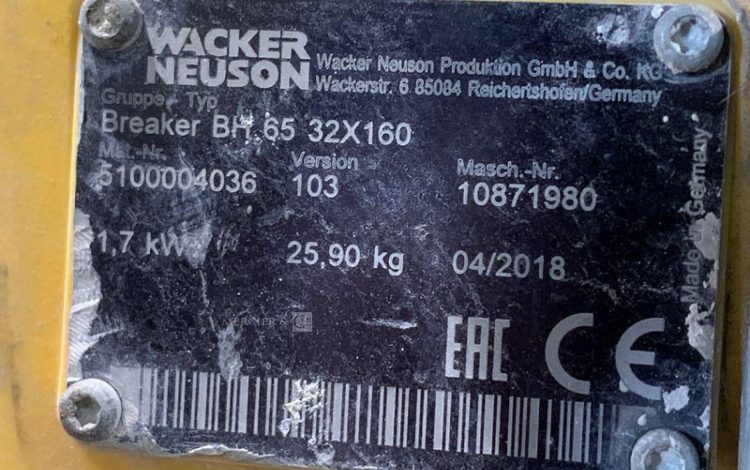 WACKER
NEUSON
Wacker Neuson Produktion GmbH & Co. KG
Wackerstr. 6 85084 Reichertshofen/Germany
Gruppe - Typ
Breaker BH 65 32X160
Mat.-Nr. Version Masch.-Nr.
5100004036 103 10871980
1,7 kW 25,90 kg 04/2018
Made in Germany
EAC CE